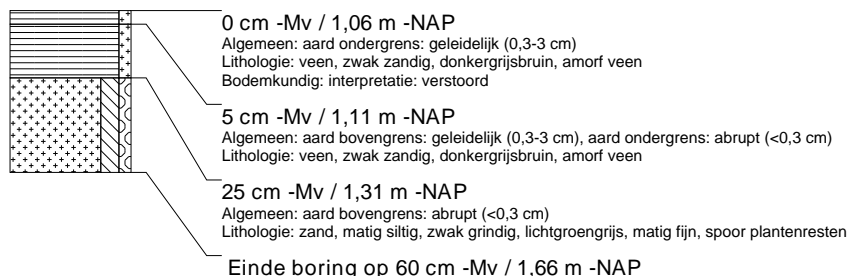 0 cm -Mv / 1,06 m -NAP
Algemeen: aard ondergrens: geleidelijk (0,3-3 cm)
Lithologie: veen, zwak zandig, donkergrijsbruin, amorf veen
Bodemkundig: interpretatie: verstoord
5 cm -Mv / 1,11 m -NAP
Algemeen: aard bovengrens: geleidelijk (0,3-3 cm), aard ondergrens: abrupt (<0,3 cm)
Lithologie: veen, zwak zandig, donkergrijsbruin, amorf veen
25 cm -Mv / 1,31 m -NAP
Algemeen: aard bovengrens: abrupt (<0,3 cm)
Lithologie: zand, matig siltig, zwak grindig, lichtgroengrijs, matig fijn, spoor plantenresten
Einde boring op 60 cm -Mv / 1,66 m -NAP